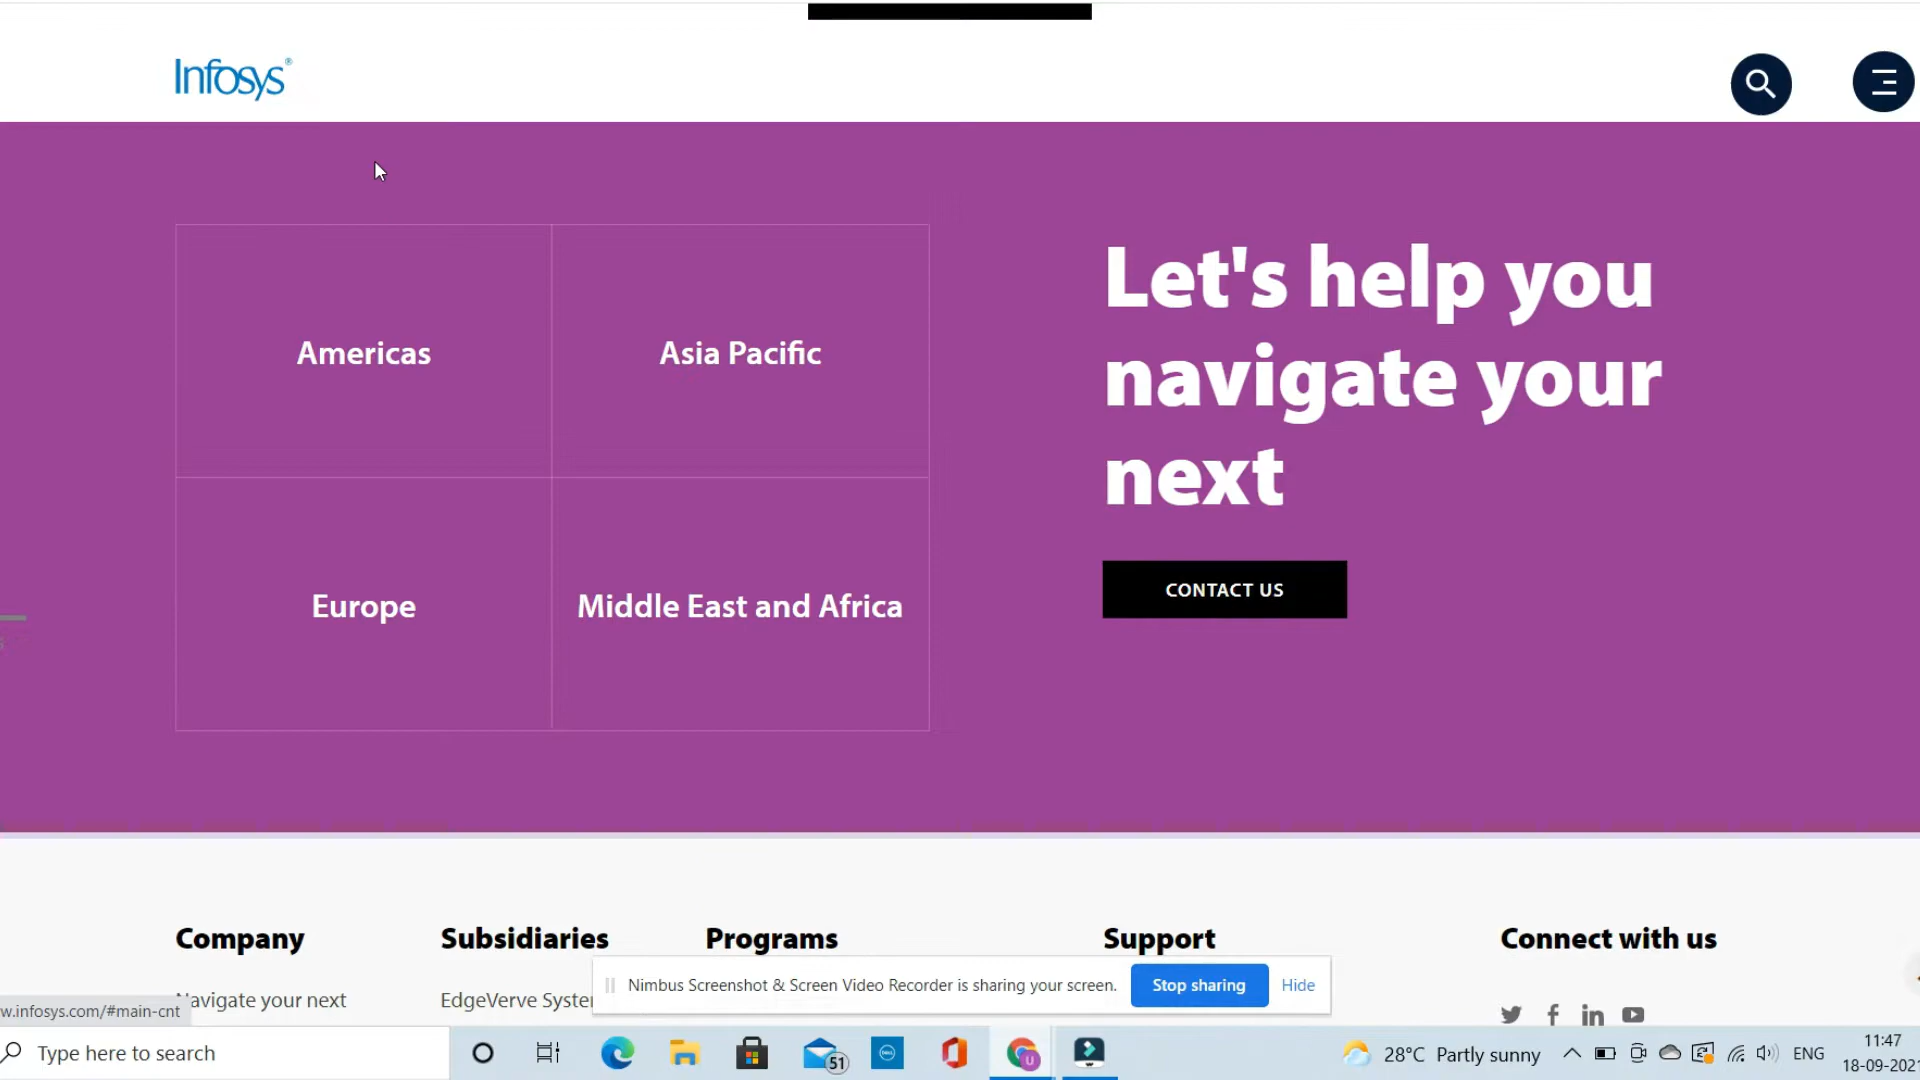 Infosys®
Americas
Asia Pacific
Europe
Middle East and Africa
Let's help you
navigate your
next
CONTACT US
Company
Subsidiaries
Programs
Support
Connect with us
Navigate your next
EdgeVerve Syste
w.infosys.com/#main-cnt
Nimbus Screenshot & Screen Video Recorder is sharing your screen.
Stop sharing
Hide
Type here to search
51
DELL
28°C Partly sunny
ENG
11:47
18-09-202